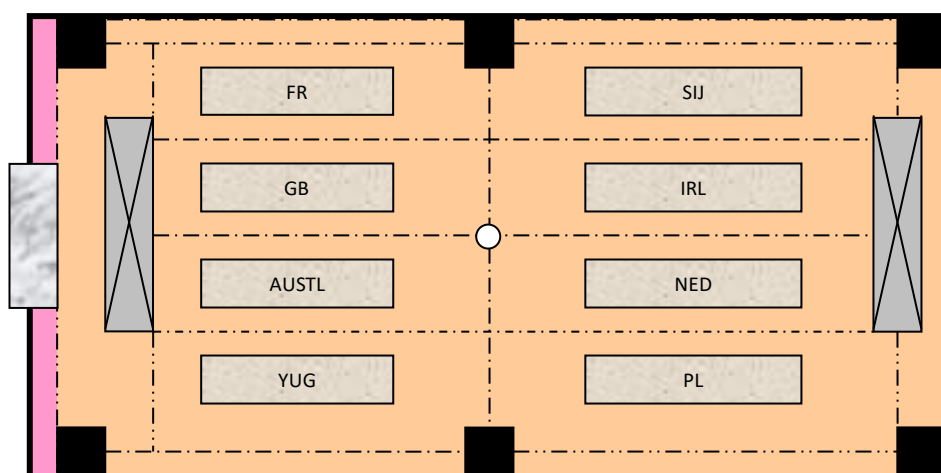 FR
SIJ
GB
IRL
AUSTL
NED
YUG
PL